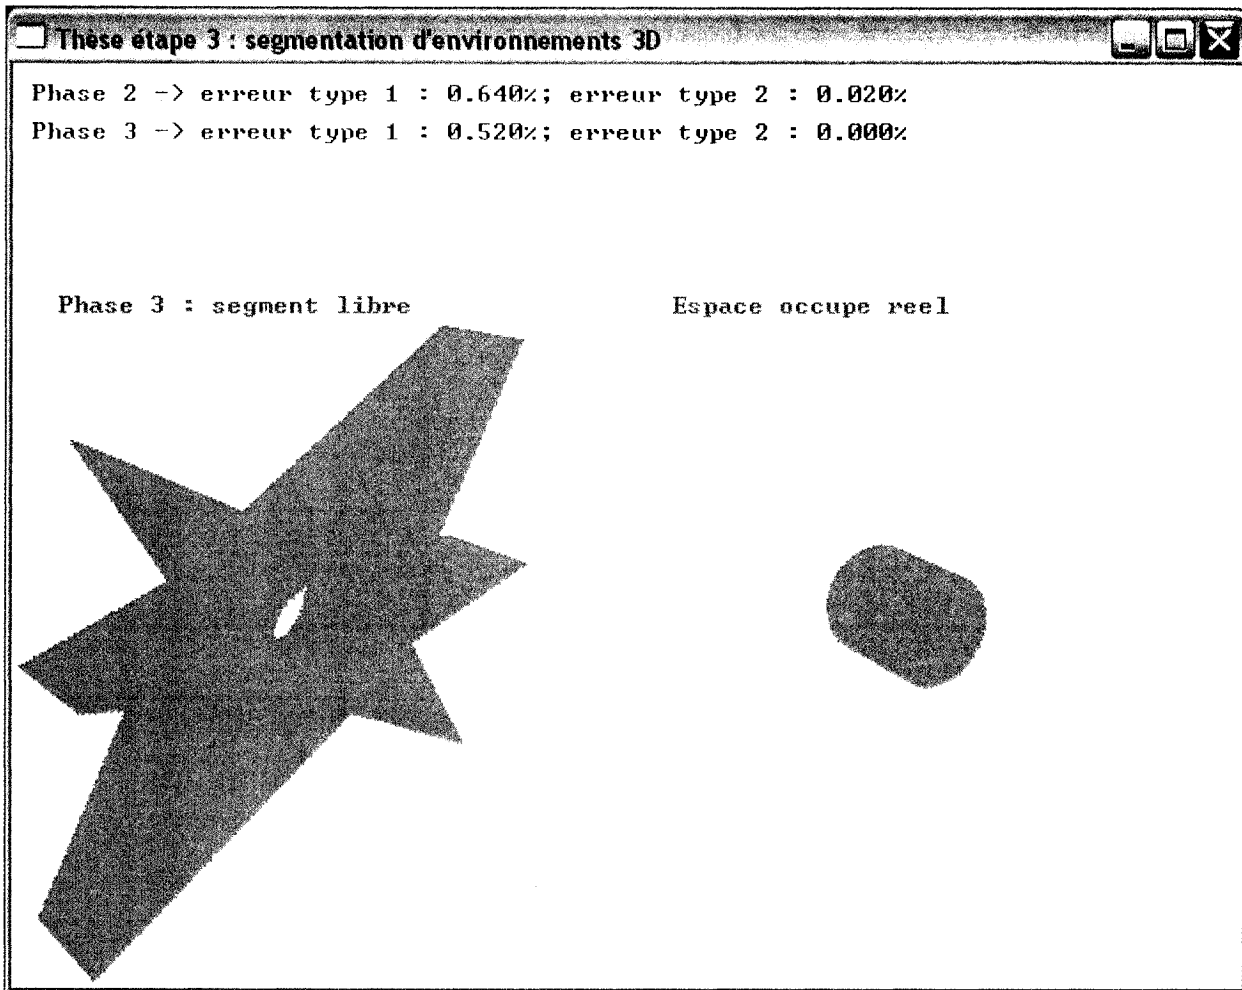 Thèse étape 3 : segmentation d'environnements 3D
Phase 2 -> erreur type 1 : 0.640%; erreur type 2 : 0.020%
Phase 3 -> erreur type 1 : 0.520%; erreur type 2 : 0.000%
Phase 3 : segment libre
Espace occupe reel